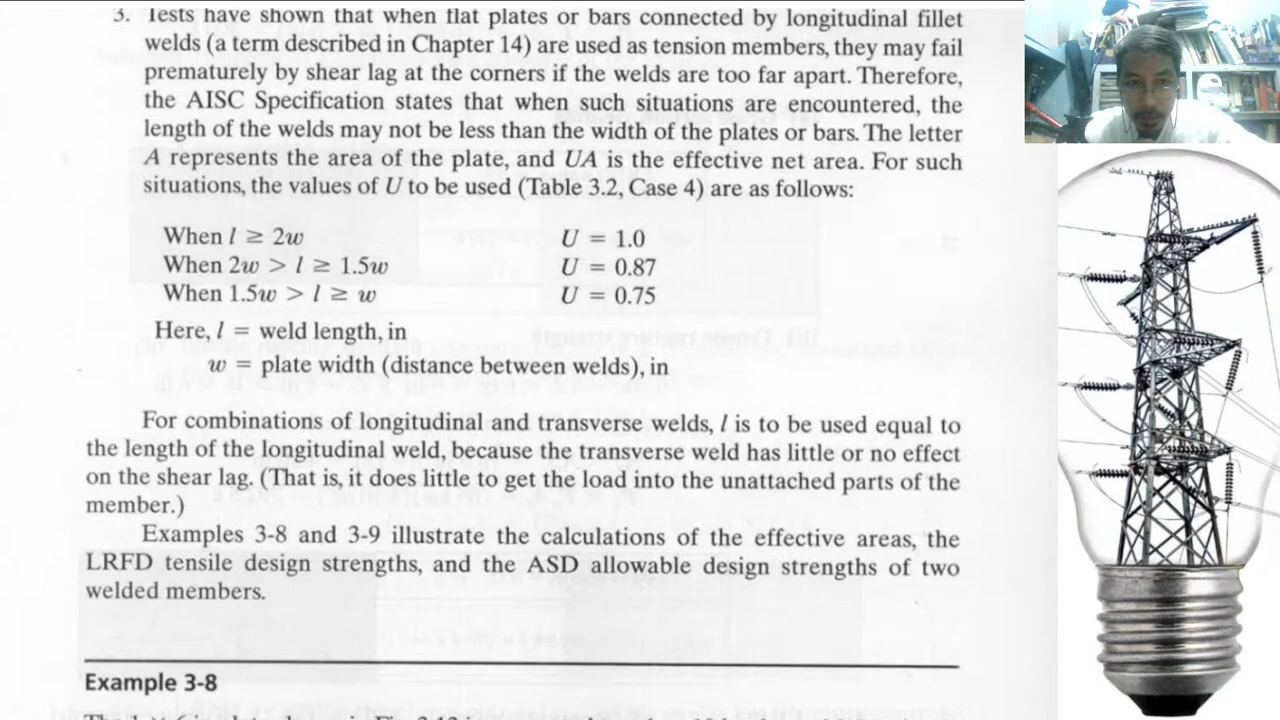 3. Tests have shown that when flat plates or bars connected by longitudinal fillet
welds (a term described in Chapter 14) are used as tension members, they may fail
prematurely by shear lag at the corners if the welds are too far apart. Therefore,
the AISC Specification states that when such situations are encountered, the
length of the welds may not be less than the width of the plates or bars. The letter
A represents the area of the plate, and UA is the effective net area. For such
situations, the values of U to be used (Table 3.2, Case 4) are as follows:
When l ≥ 2w U = 1.0
When 2w > l ≥ 1.5w U = 0.87
When 1.5w > l ≥ w U = 0.75
Here, l = weld length, in
w = plate width (distance between welds), in
For combinations of longitudinal and transverse welds, l is to be used equal to
the length of the longitudinal weld, because the transverse weld has little or no effect
on the shear lag. (That is, it does little to get the load into the unattached parts of the
member.)
Examples 3-8 and 3-9 illustrate the calculations of the effective areas, the
LRFD tensile design strengths, and the ASD allowable design strengths of two
welded members.
Example 3-8